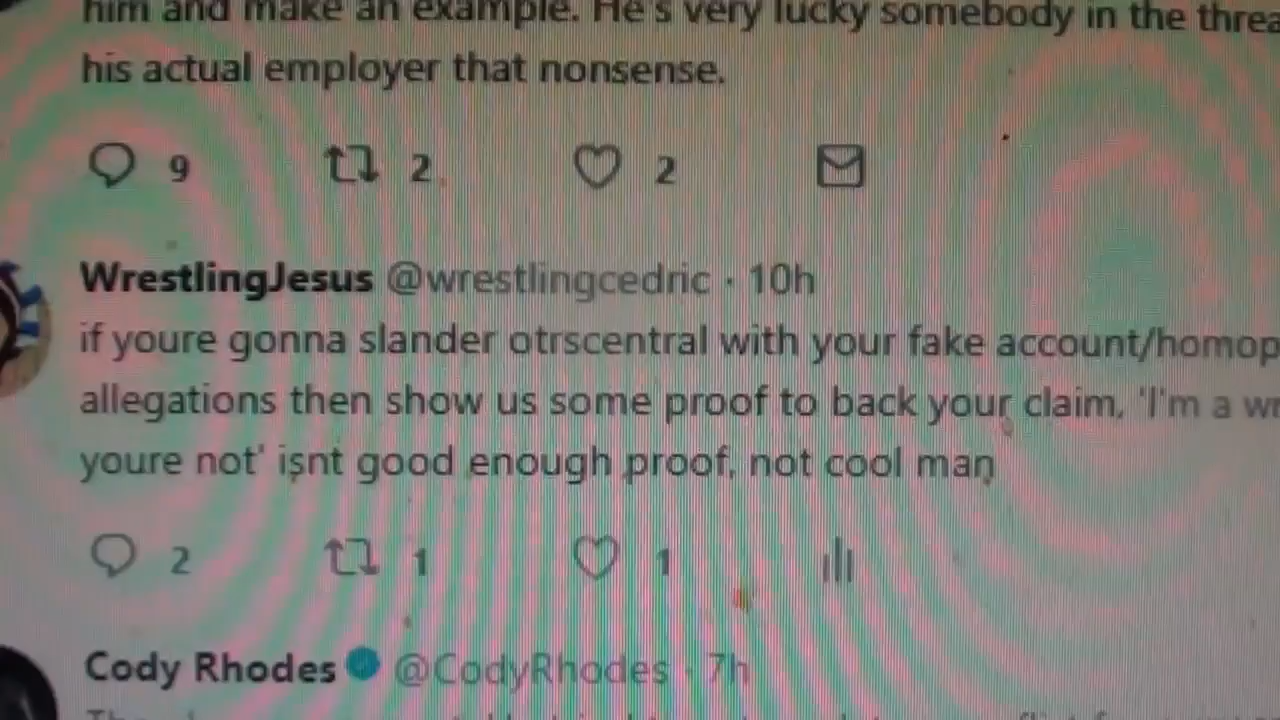 him and make an example. He's very lucky somebody in the
his actual employer that nonsense.
9 2 2
WrestlingJesus @wrestlingcedric · 10h
if youre gonna slander otrscentral with your fake account/
allegations then show us some proof to back your claim, 'I'm a
youre not' isnt good enough proof, not cool man
2 1 1
Cody Rhodes @CodyRhodes · 7h